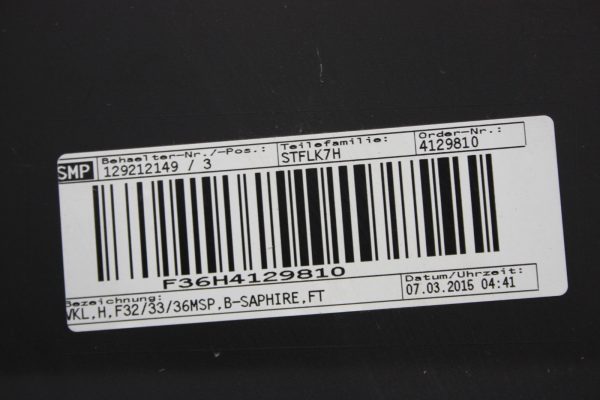 SMP
Behaelter-Nr./-Pos.:
129212149 / 3
Teilefamilie:
STFLK7H
Order-Nr.:
4129810
F36H4129810
Bezeichnung:
VKL,H,F32/33/36MSP,B-SAPHIRE,FT
Datum/Uhrzeit:
07.03.2015 04:41